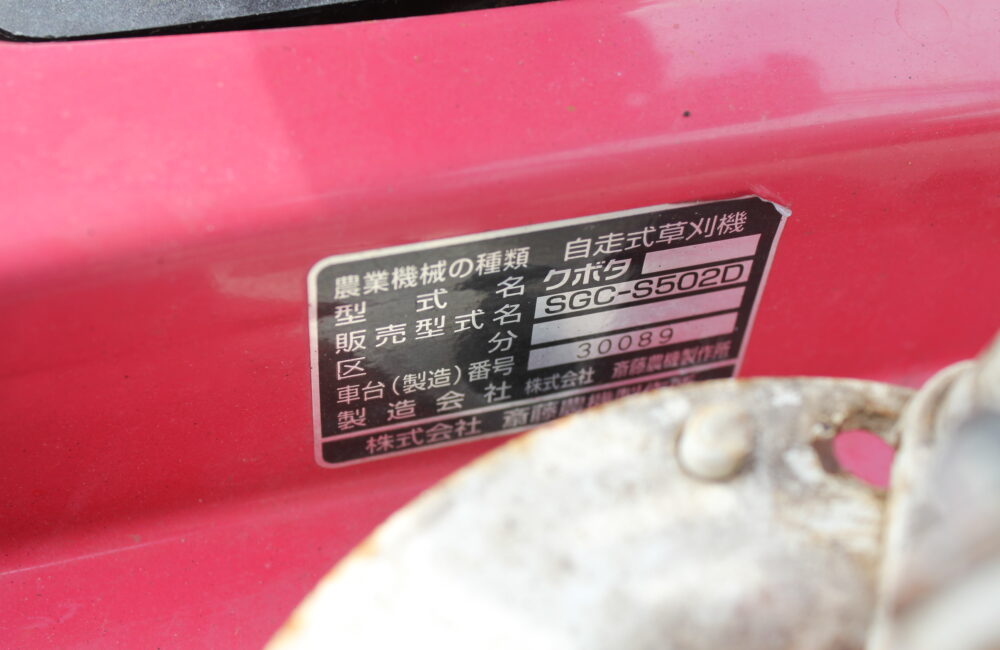 農業機械の種類 自走式草刈機
型式名 クボタ
販売型式名 SGC-S502D
区分
車台(製造)番号 30089
製造会社 株式会社 斎藤農機製作所
株式会社 斎藤農機製作所